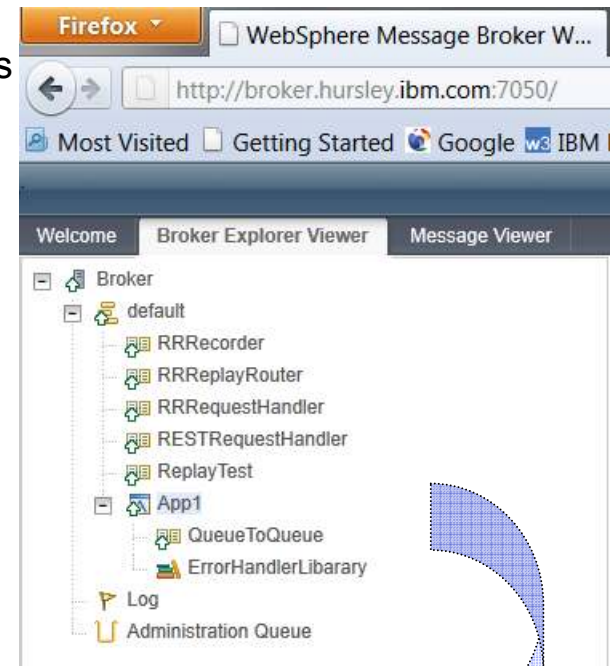 Firefox
WebSphere Message Broker W...
s
http://broker.hursley.ibm.com:7050/
Most Visited Getting Started Google w3 IBM
Welcome Broker Explorer Viewer Message Viewer
Broker
default
RRRecorder
RRReplayRouter
RRRequestHandler
RESTRequestHandler
ReplayTest
App1
QueueToQueue
ErrorHandlerLibarary
Log
Administration Queue